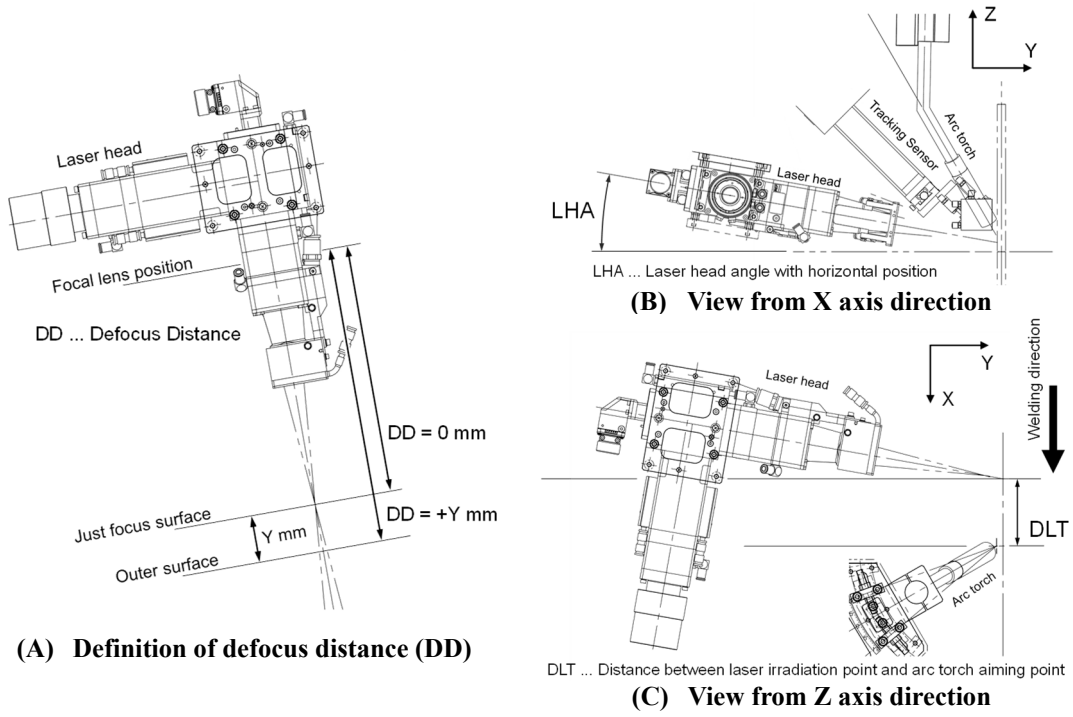 Laser head
Focal lens position
DD ... Defocus Distance
DD = 0 mm
Just focus surface
Y mm
DD = +Y mm
Outer surface
(A) Definition of defocus distance (DD)
Z
Y
Tracking Sensor
Arc torch
Laser head
LHA
LHA ... Laser head angle with horizontal position
(B) View from X axis direction
Laser head
Y
X
Welding direction
DLT
Arc torch
DLT ... Distance between laser irradiation point and arc torch aiming point
(C) View from Z axis direction